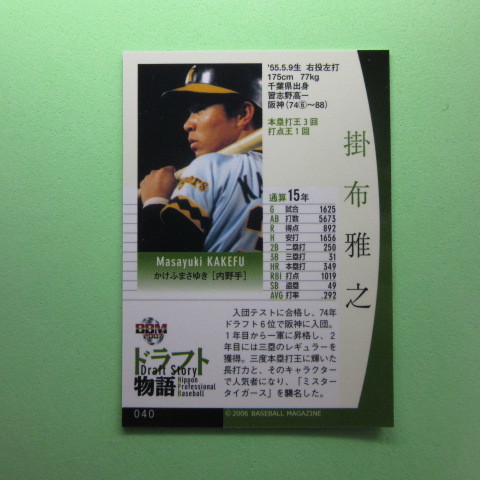 '55.5.9生 右投左打
175cm 77kg
千葉県出身
習志野高ー
阪神(74⑥〜88)
本塁打王3回
打点王1回
掛布雅之
通算15年
G 試合 1625
AB 打数 5673
R 得点 892
H 安打 1656
2B 二塁打 250
3B 三塁打 31
HR 本塁打 349
RBI 打点 1019
SB 盗塁 49
AVG 打率 .292
Masayuki KAKEFU
かけふまさゆき[内野手]
入団テストに合格し、74年
ドラフト6位で阪神に入団。
1年目から一軍に昇格し、2
年目には三塁のレギュラーを
獲得。三度本塁打王に輝いた
長打力と、そのキャラクター
で人気者になり、「ミスター
タイガース」を襲名した。
BBM
ドラフト
Draft Story
物語
Nippon
Professional
Baseball
040
© 2006 BASEBALL MAGAZINE